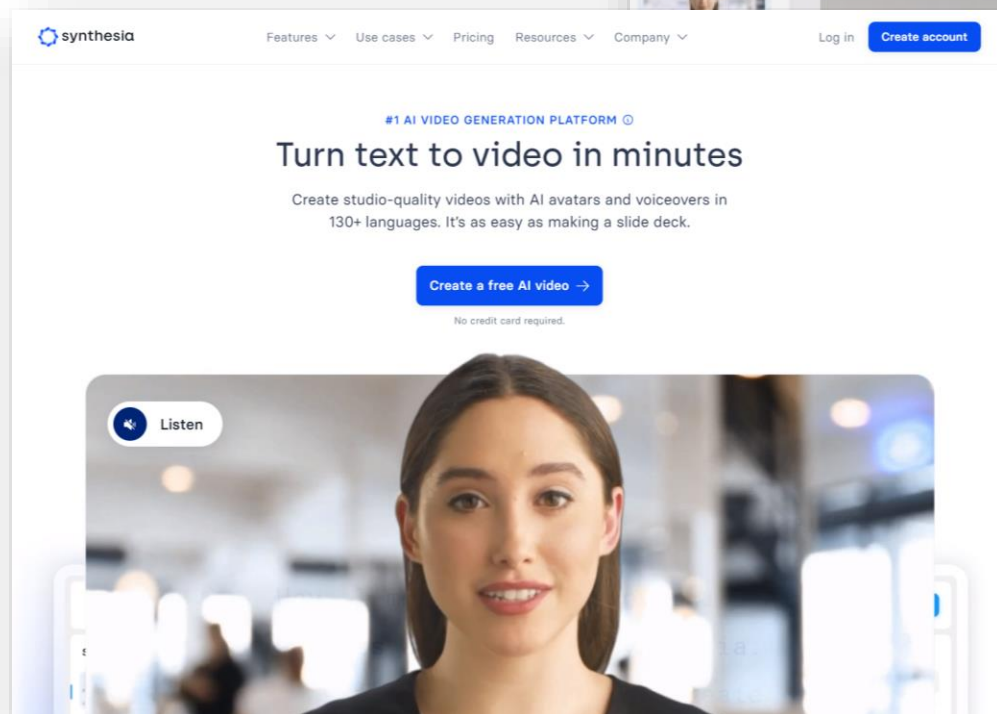 synthesia
Features Use cases Pricing Resources Company
Log in
Create account
#1 AI VIDEO GENERATION PLATFORM
Turn text to video in minutes
Create studio-quality videos with AI avatars and voiceovers in
130+ languages. It's as easy as making a slide deck.
Create a free AI video →
No credit card required.
Listen